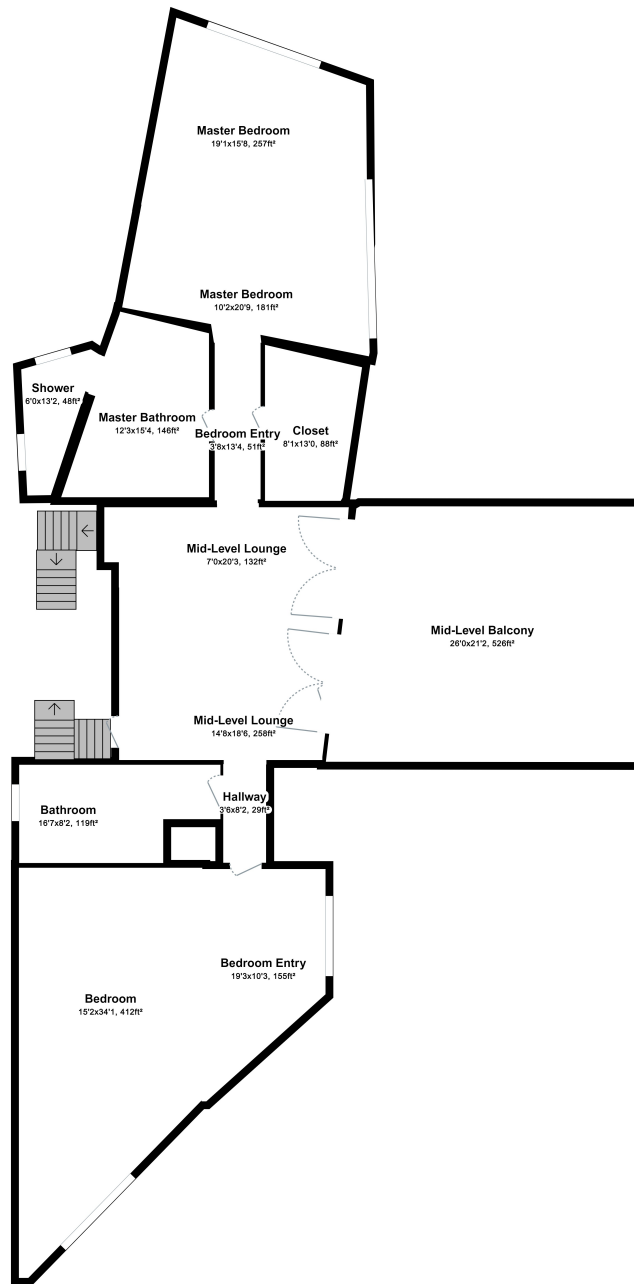 Master Bedroom
19'1x15'8, 257ft²
Master Bedroom
10'2x20'9, 181ft²
Shower
6'0x13'2, 48ft²
Master Bathroom
12'3x15'4, 146ft²
Bedroom Entry
3'8x13'4, 51ft²
Closet
8'1x13'0, 88ft²
Mid-Level Lounge
7'0x20'3, 132ft²
Mid-Level Balcony
26'0x21'2, 526ft²
Mid-Level Lounge
14'8x18'6, 258ft²
Hallway
3'6x8'2, 29ft²
Bathroom
16'7x8'2, 119ft²
Bedroom Entry
19'3x10'3, 155ft²
Bedroom
15'2x34'1, 412ft²